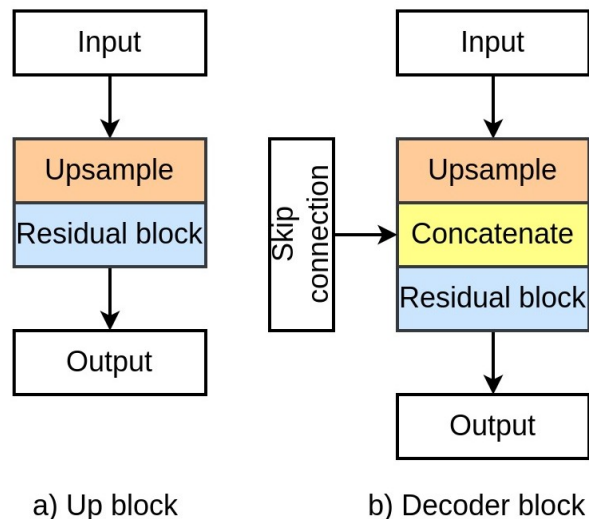 Input
Upsample
Residual block
Output
a) Up block
Input
Skip
connection
Upsample
Concatenate
Residual block
Output
b) Decoder block